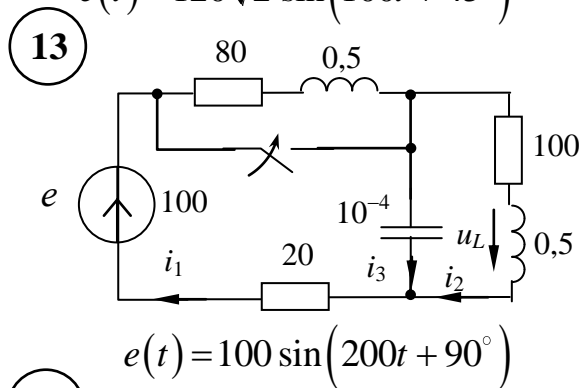 13
80
0,5
e
100
10⁻⁴
u_L
100
0,5
i₁
20
i₃
i₂
e(t) = 100 sin(200t + 90°)